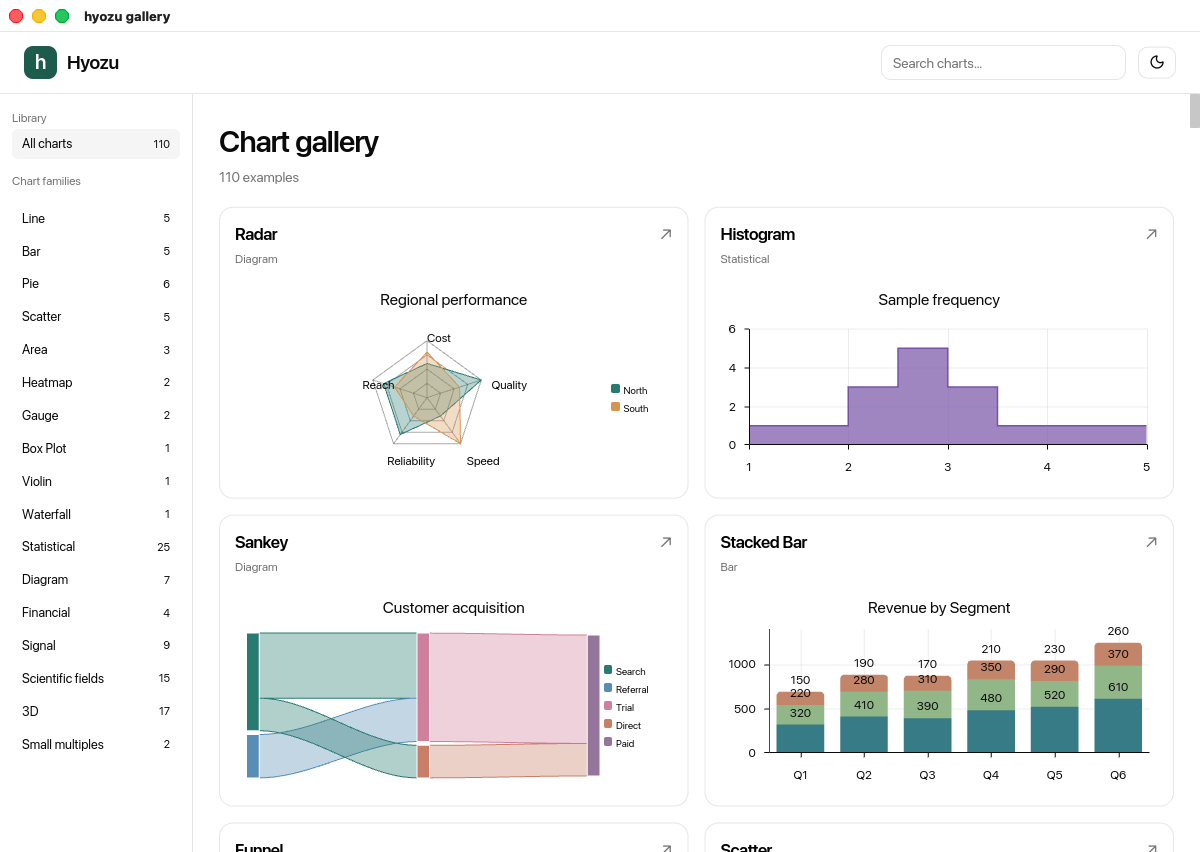 hyozu gallery
h Hyozu
Search charts...
Library
All charts 110
Chart families
Line 5
Bar 5
Pie 6
Scatter 5
Area 3
Heatmap 2
Gauge 2
Box Plot 1
Violin 1
Waterfall 1
Statistical 25
Diagram 7
Financial 4
Signal 9
Scientific fields 15
3D 17
Small multiples 2
Chart gallery
110 examples
Radar
Diagram
Regional performance
Cost
Reach
Quality
Reliability
Speed
North
South
Histogram
Statistical
Sample frequency
6
4
2
0
1 2 3 4 5
Sankey
Diagram
Customer acquisition
Search
Referral
Trial
Direct
Paid
Stacked Bar
Bar
Revenue by Segment
1000
500
0
150 190 170 210 230 260
220 280 310 350 290 370
320 410 390 480 520 610
Q1 Q2 Q3 Q4 Q5 Q6
Funnel
Scatter